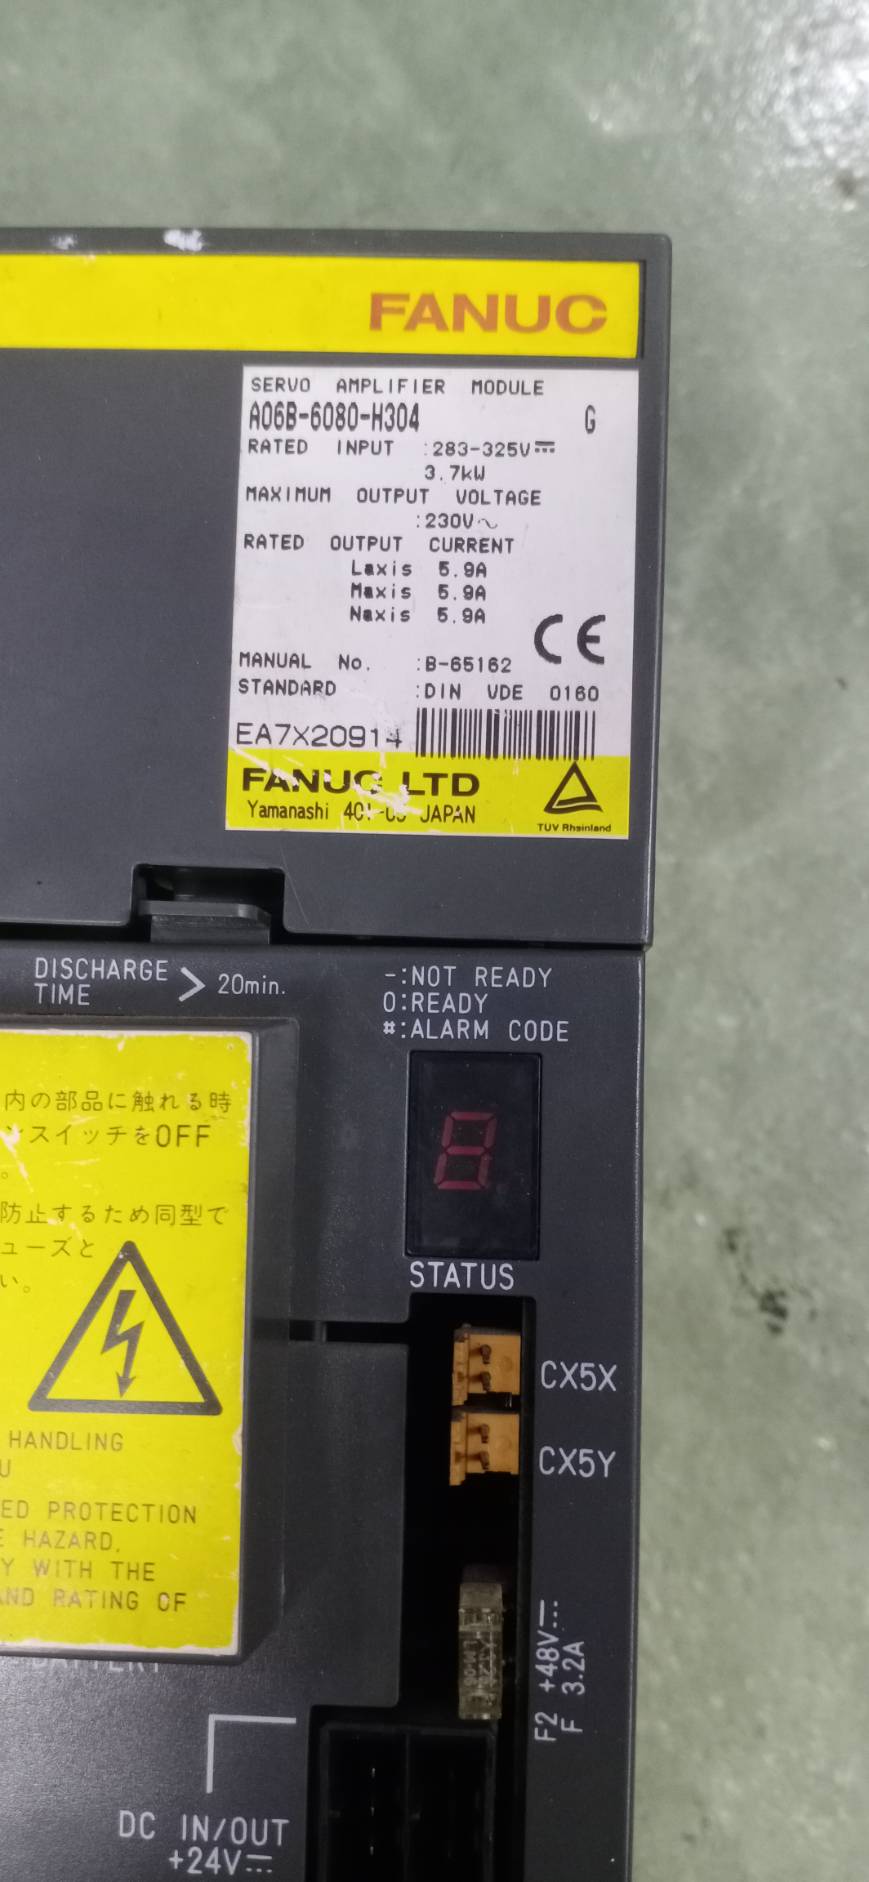 FANUC
SERVO AMPLIFIER MODULE
A06B-6080-H304 G
RATED INPUT :283-325V⎓
3.7kW
MAXIMUM OUTPUT VOLTAGE
:230V~
RATED OUTPUT CURRENT
Laxis 5.9A
Maxis 5.9A
Naxis 5.9A
CE
MANUAL No. :B-65162
STANDARD :DIN VDE 0160
EA7X20914
FANUC LTD
Yamanashi JAPAN
TUV Rheinland
DISCHARGE
TIME > 20min.
-:NOT READY
0:READY
#:ALARM CODE
8
STATUS
内の部品に触れる時
ンスイッチをOFF
。
防止するため同型で
ューズと
い。
HANDLING
U
ED PROTECTION
E HAZARD,
Y WITH THE
AND RATING OF
BATTERY
CX5X
CX5Y
F2 +48V⎓
F 3.2A
DC IN/OUT
+24V⎓